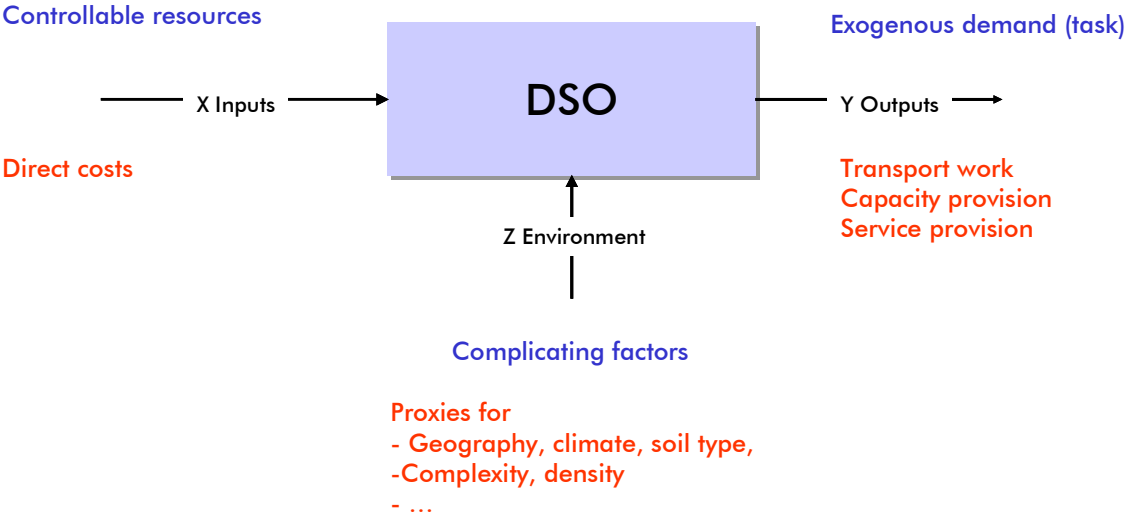 Controllable resources
Exogenous demand (task)
DSO
X Inputs
Y Outputs
Direct costs
Transport work
Capacity provision
Service provision
Z Environment
Complicating factors
Proxies for
- Geography, climate, soil type,
-Complexity, density
- ...